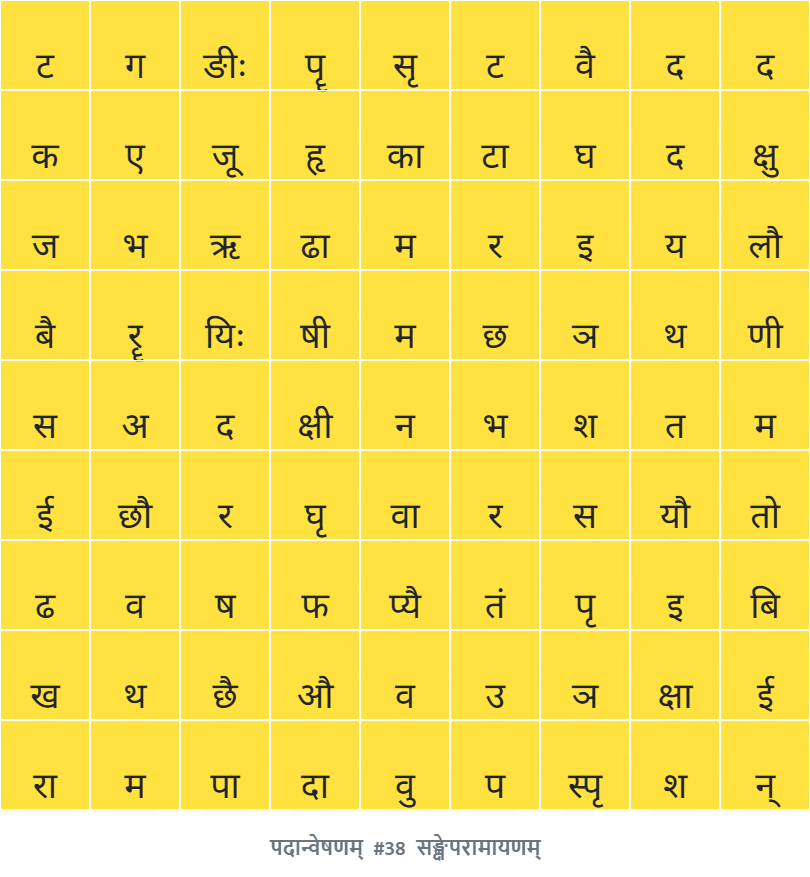 ट ग ङीः पॄ सृ ट वै द द
क ए जू हृ का टा घ द क्षु
ज भ ऋ ढा म र इ य लौ
बै रॄ यिः षी म छ ञ थ णी
स अ द क्षी न भ श त म
ई छौ र घृ वा र स यौ तो
ढ व ष फ प्यै तं पृ इ बि
ख थ छै औ व उ ञ क्षा ई
रा म पा दा वु प स्पृ श न्
पदान्वेषणम् #38 सङ्क्षेपरामायणम्